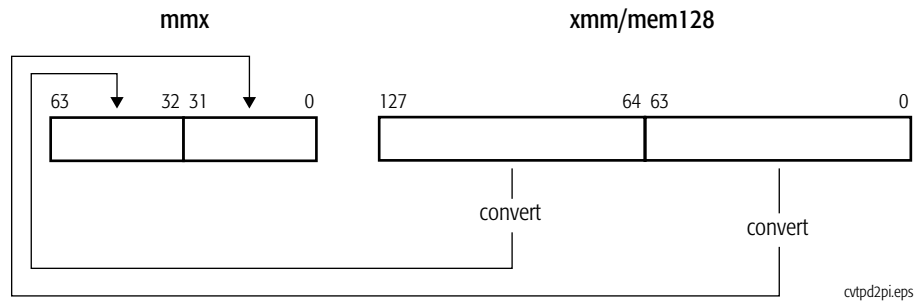 mmx xmm/mem128
63 32 31 0 127 64 63 0
convert
convert
cvtpd2pi.eps